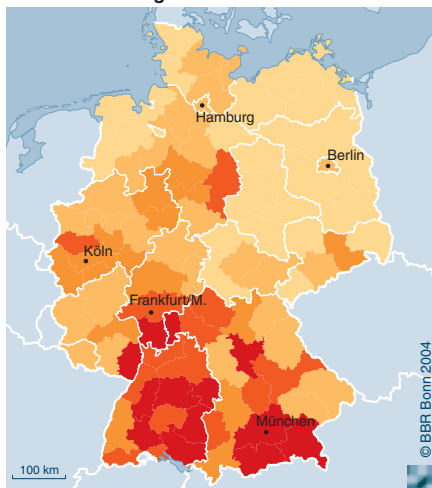 Hamburg
Berlin
Köln
Frankfurt/M.
München
100 km
© BBR Bonn 2004